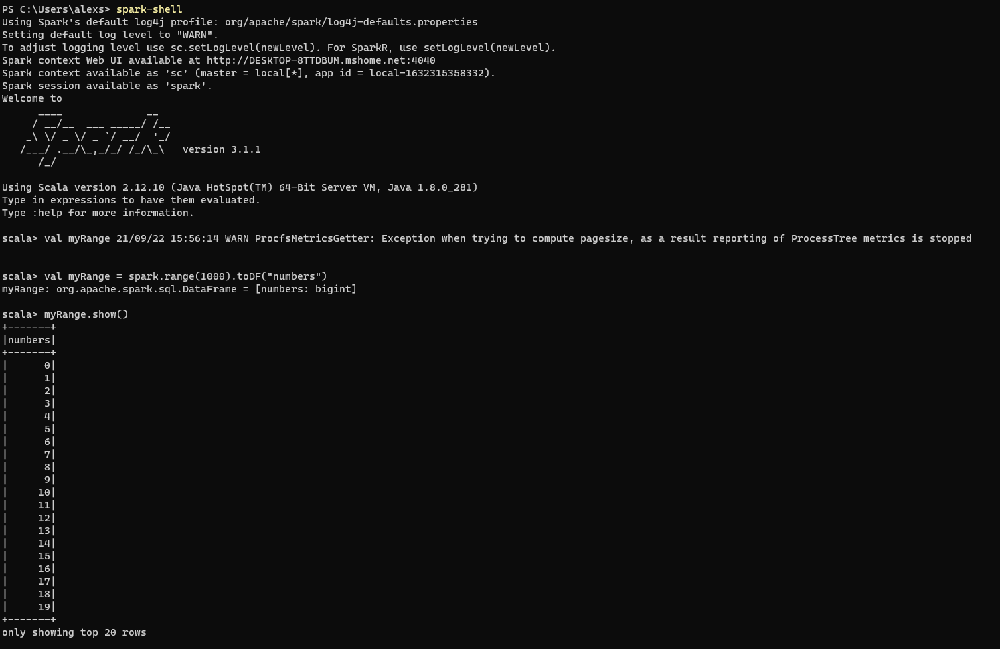 PS C:\Users\alexs> spark-shell
Using Spark's default log4j profile: org/apache/spark/log4j-defaults.properties
Setting default log level to "WARN".
To adjust logging level use sc.setLogLevel(newLevel). For SparkR, use setLogLevel(newLevel).
Spark context Web UI available at http://DESKTOP-8TTDBUM.mshome.net:4040
Spark context available as 'sc' (master = local[*], app id = local-1632315358332).
Spark session available as 'spark'.
Welcome to
      ____              __
     / __/__  ___ _____/ /__
    _\ \/ _ \/ _ `/ __/  '_/
   /___/ .__/\_,_/_/ /_/\_\   version 3.1.1
      /_/
Using Scala version 2.12.10 (Java HotSpot(TM) 64-Bit Server VM, Java 1.8.0_281)
Type in expressions to have them evaluated.
Type :help for more information.
scala> val myRange 21/09/22 15:56:14 WARN ProcfsMetricsGetter: Exception when trying to compute pagesize, as a result reporting of ProcessTree metrics is stopped
scala> val myRange = spark.range(1000).toDF("numbers")
myRange: org.apache.spark.sql.DataFrame = [numbers: bigint]
scala> myRange.show()
+-------+
|numbers|
+-------+
|      0|
|      1|
|      2|
|      3|
|      4|
|      5|
|      6|
|      7|
|      8|
|      9|
|     10|
|     11|
|     12|
|     13|
|     14|
|     15|
|     16|
|     17|
|     18|
|     19|
+-------+
only showing top 20 rows